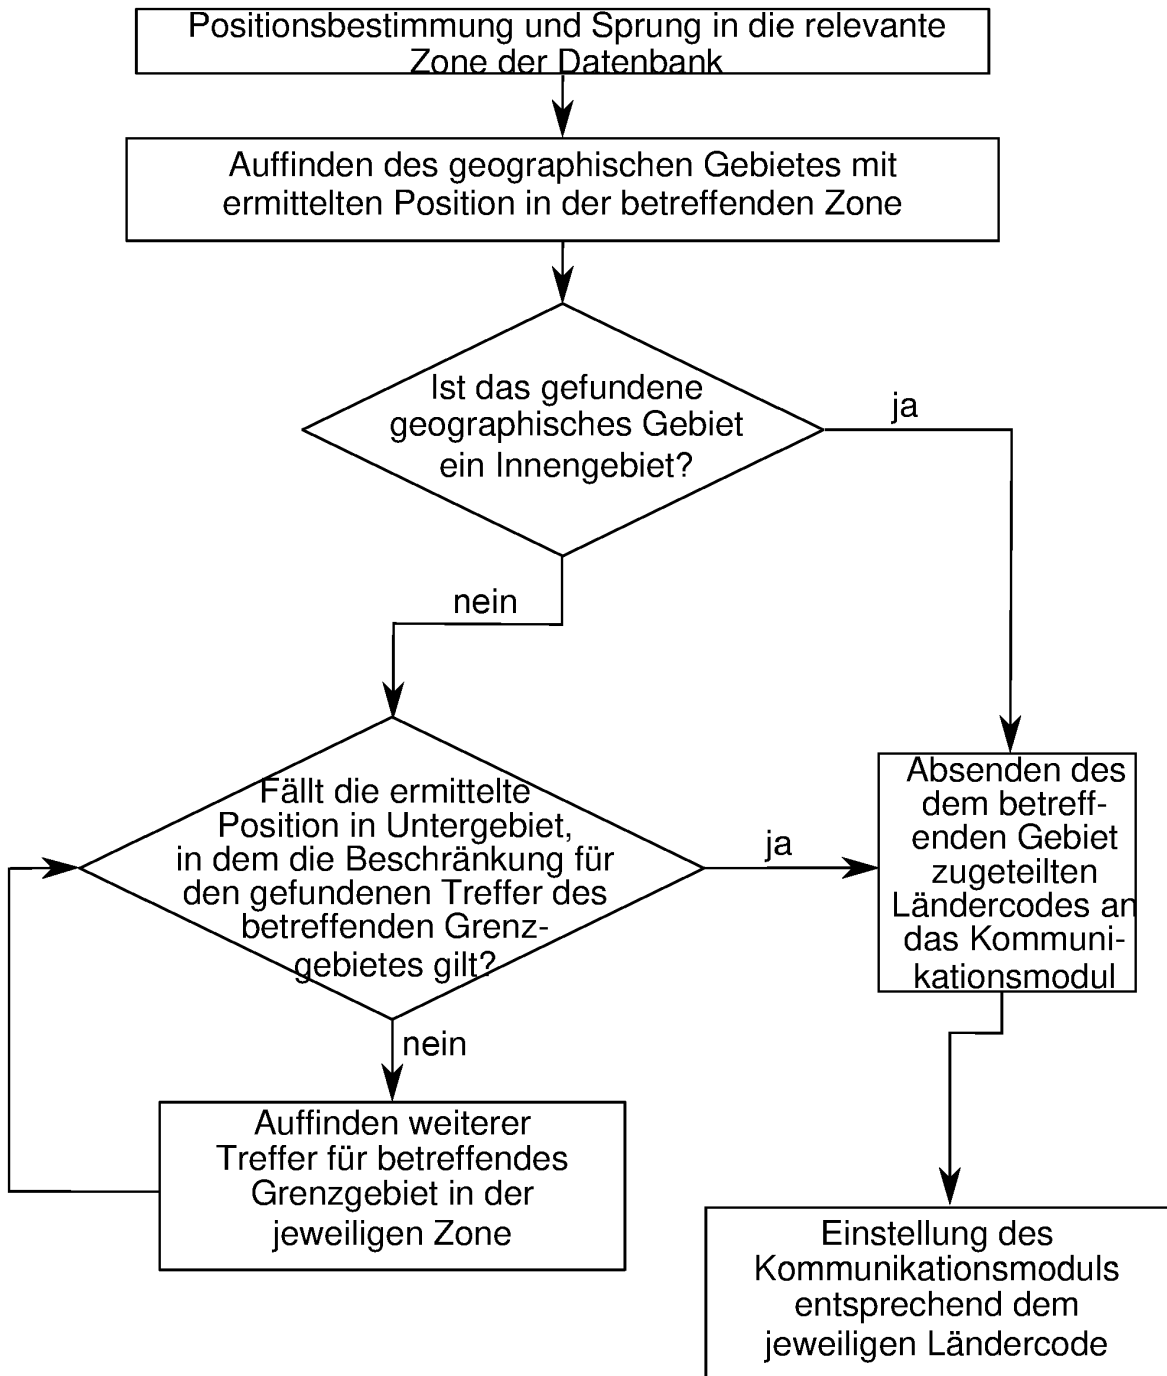 Positionsbestimmung und Sprung in die relevante
Zone der Datenbank
Auffinden des geographischen Gebietes mit
ermittelten Position in der betreffenden Zone
Ist das gefundene
geographisches Gebiet
ein Innengebiet?
ja
nein
Fällt die ermittelte
Position in Untergebiet,
in dem die Beschränkung für
den gefundenen Treffer des
betreffenden Grenz-
gebietes gilt?
ja
Absenden des
dem betreff-
enden Gebiet
zugeteilten
Ländercodes an
das Kommuni-
kationsmodul
nein
Auffinden weiterer
Treffer für betreffendes
Grenzgebiet in der
jeweiligen Zone
Einstellung des
Kommunikationsmoduls
entsprechend dem
jeweiligen Ländercode